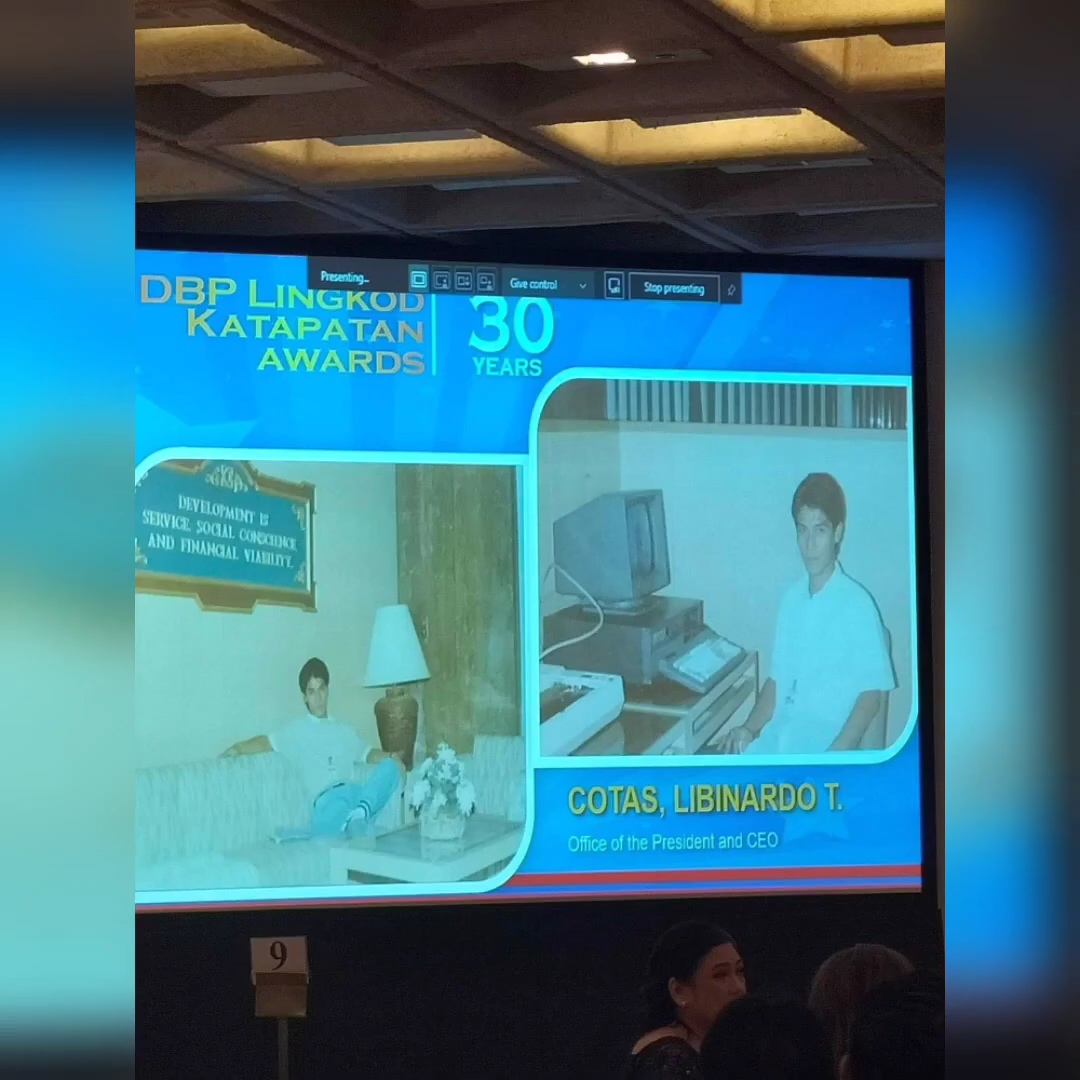 Presenting...
Give control
Stop presenting
DBP LINGKOD
KATAPATAN
AWARDS
30
YEARS
DEVELOPMENT IS
SERVICE, SOCIAL CONSCIENCE
AND FINANCIAL VIABILITY.
COTAS, LIBINARDO T.
Office of the President and CEO
9